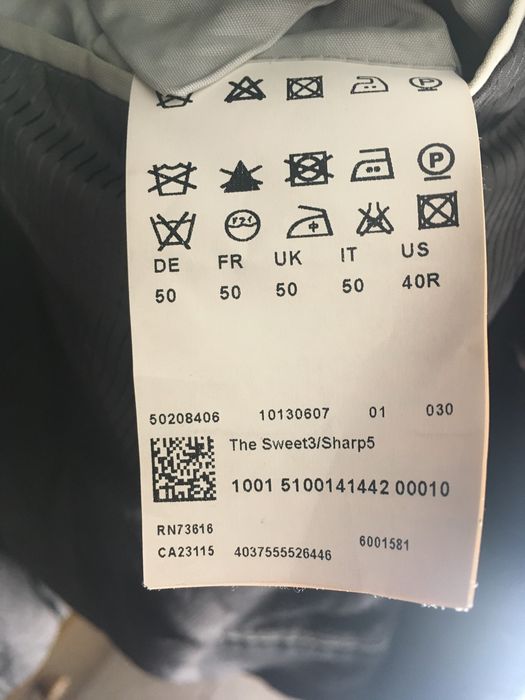 P
P
DE FR UK IT US
50 50 50 50 40R
50208406 10130607 01 030
The Sweet3/Sharp5
1001 5100141442 00010
RN73616
CA23115 4037555526446 6001581